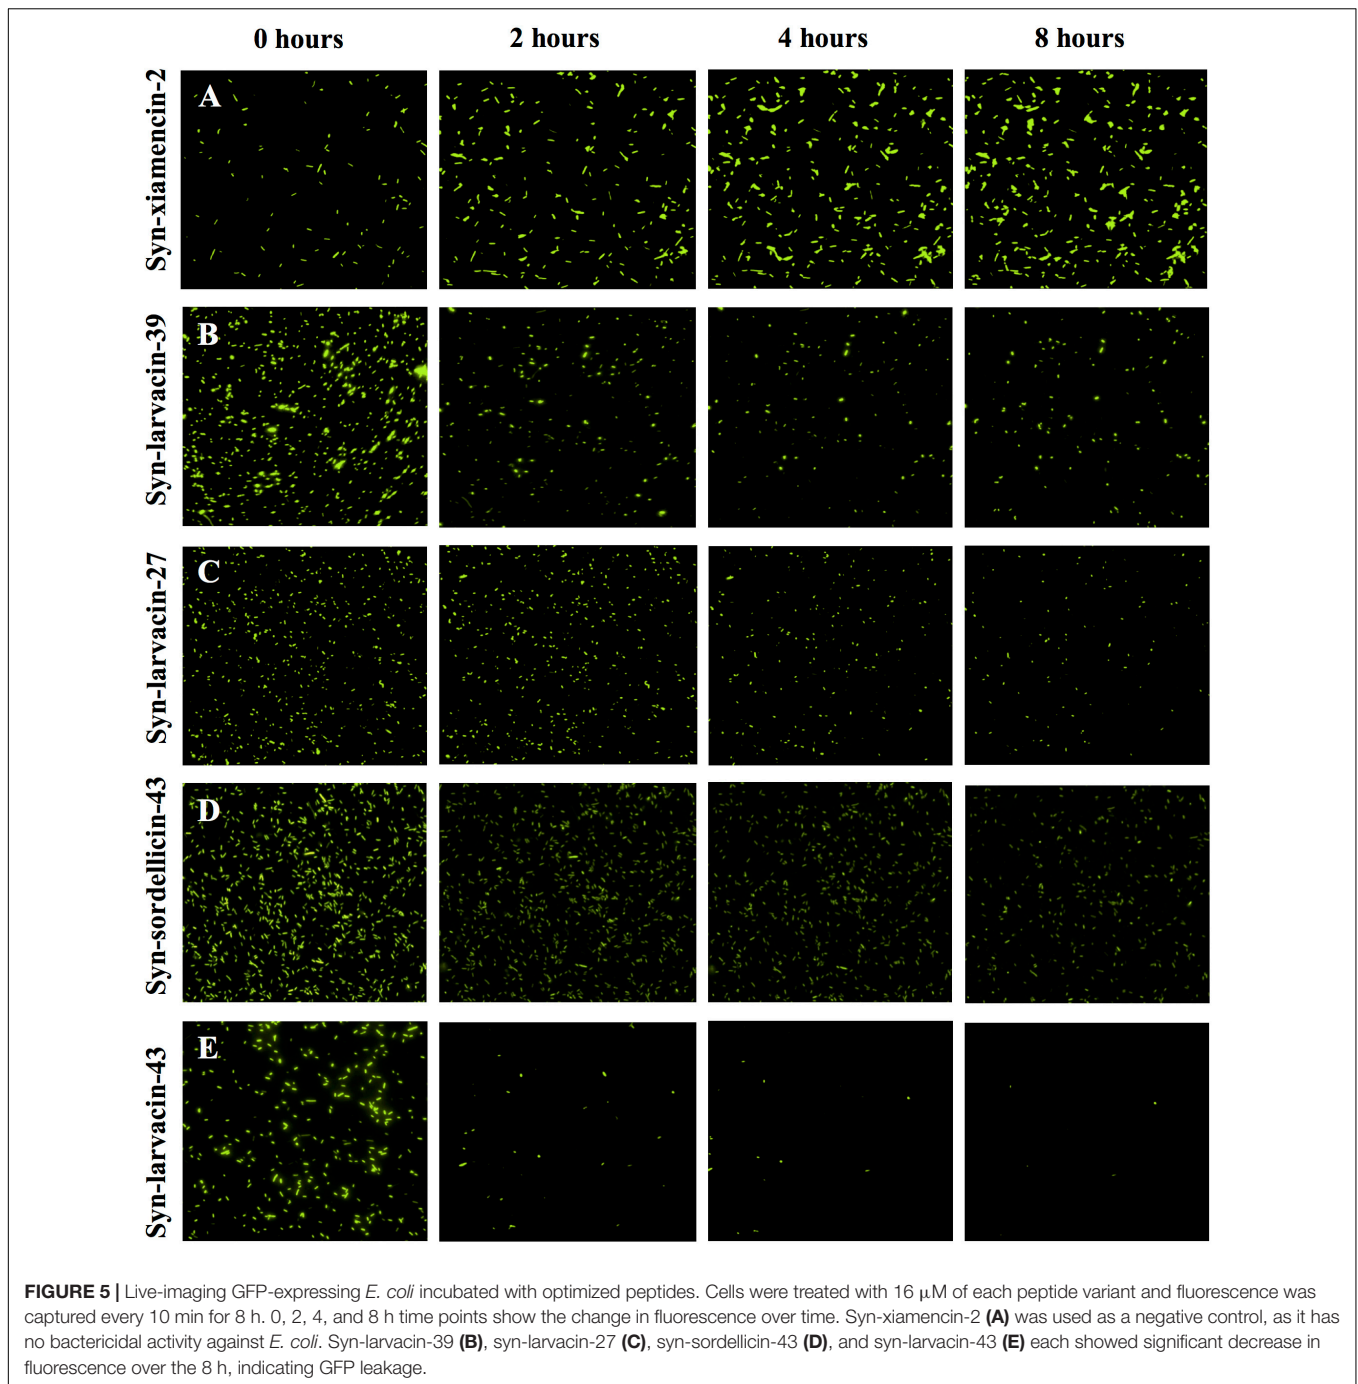 0 hours 2 hours 4 hours 8 hours
Syn-xiamencin-2
A
Syn-larvacin-39
B
Syn-larvacin-27
C
Syn-sordellicin-43
D
Syn-larvacin-43
E
FIGURE 5 | Live-imaging GFP-expressing E. coli incubated with optimized peptides. Cells were treated with 16 μM of each peptide variant and fluorescence was
captured every 10 min for 8 h. 0, 2, 4, and 8 h time points show the change in fluorescence over time. Syn-xiamencin-2 (A) was used as a negative control, as it has
no bactericidal activity against E. coli. Syn-larvacin-39 (B), syn-larvacin-27 (C), syn-sordellicin-43 (D), and syn-larvacin-43 (E) each showed significant decrease in
fluorescence over the 8 h, indicating GFP leakage.